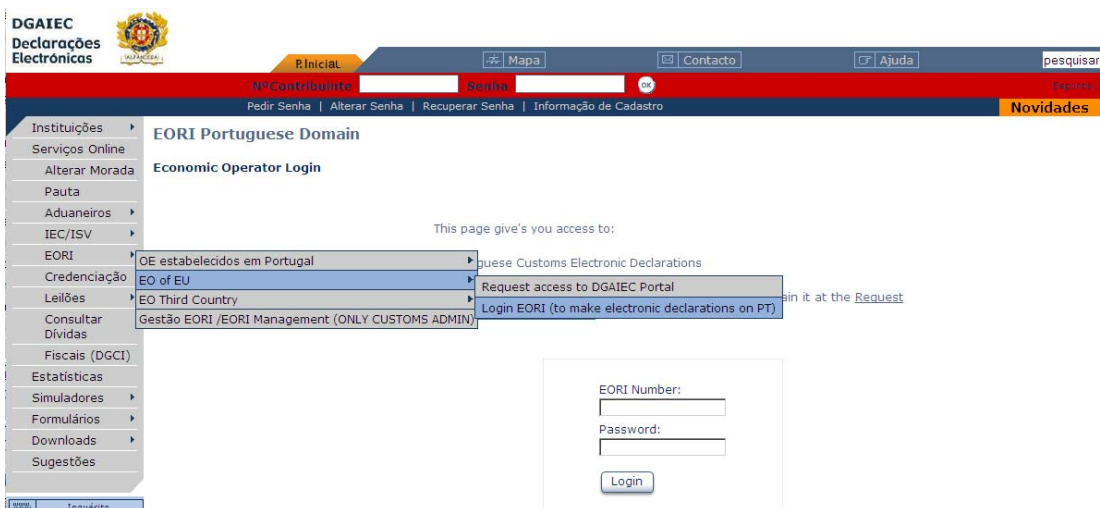 DGAIEC
Declarações
Electrónicas
P.Inicial
Mapa
Contacto
Ajuda
pesquisar
NºContribuinte
Senha
OK
Pedir Senha | Alterar Senha | Recuperar Senha | Informação de Cadastro
Novidades
Instituições
Serviços Online
Alterar Morada
Pauta
Aduaneiros
IEC/ISV
EORI
Credenciação
Leilões
Consultar
Dívidas
Fiscais (DGCI)
Estatísticas
Simuladores
Formulários
Downloads
Sugestões
Inquérito
EORI Portuguese Domain
Economic Operator Login
This page give's you access to:
guese Customs Electronic Declarations
ain it at the Request
OE estabelecidos em Portugal
EO of EU
EO Third Country
Gestão EORI /EORI Management (ONLY CUSTOMS ADMIN)
Request access to DGAIEC Portal
Login EORI (to make electronic declarations on PT)
EORI Number:
Password:
Login